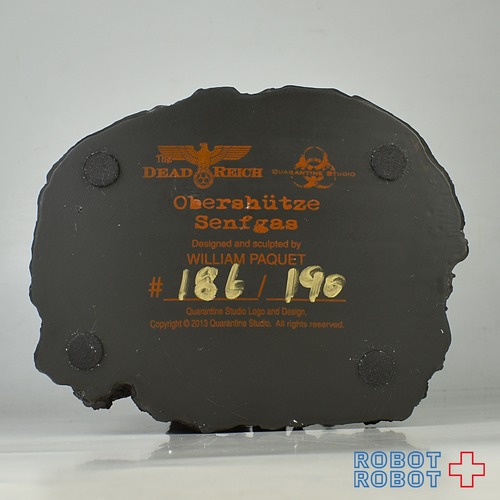 The
DEAD REICH
QUARANTINE STUDIO
Obershütze
Senfgas
Designed and sculpted by
WILLIAM PAQUET
# 186 / 190
Quarantine Studio Logo and Design,
Copyright © 2013 Quarantine Studio. All rights reserved.
ROBOT
ROBOT